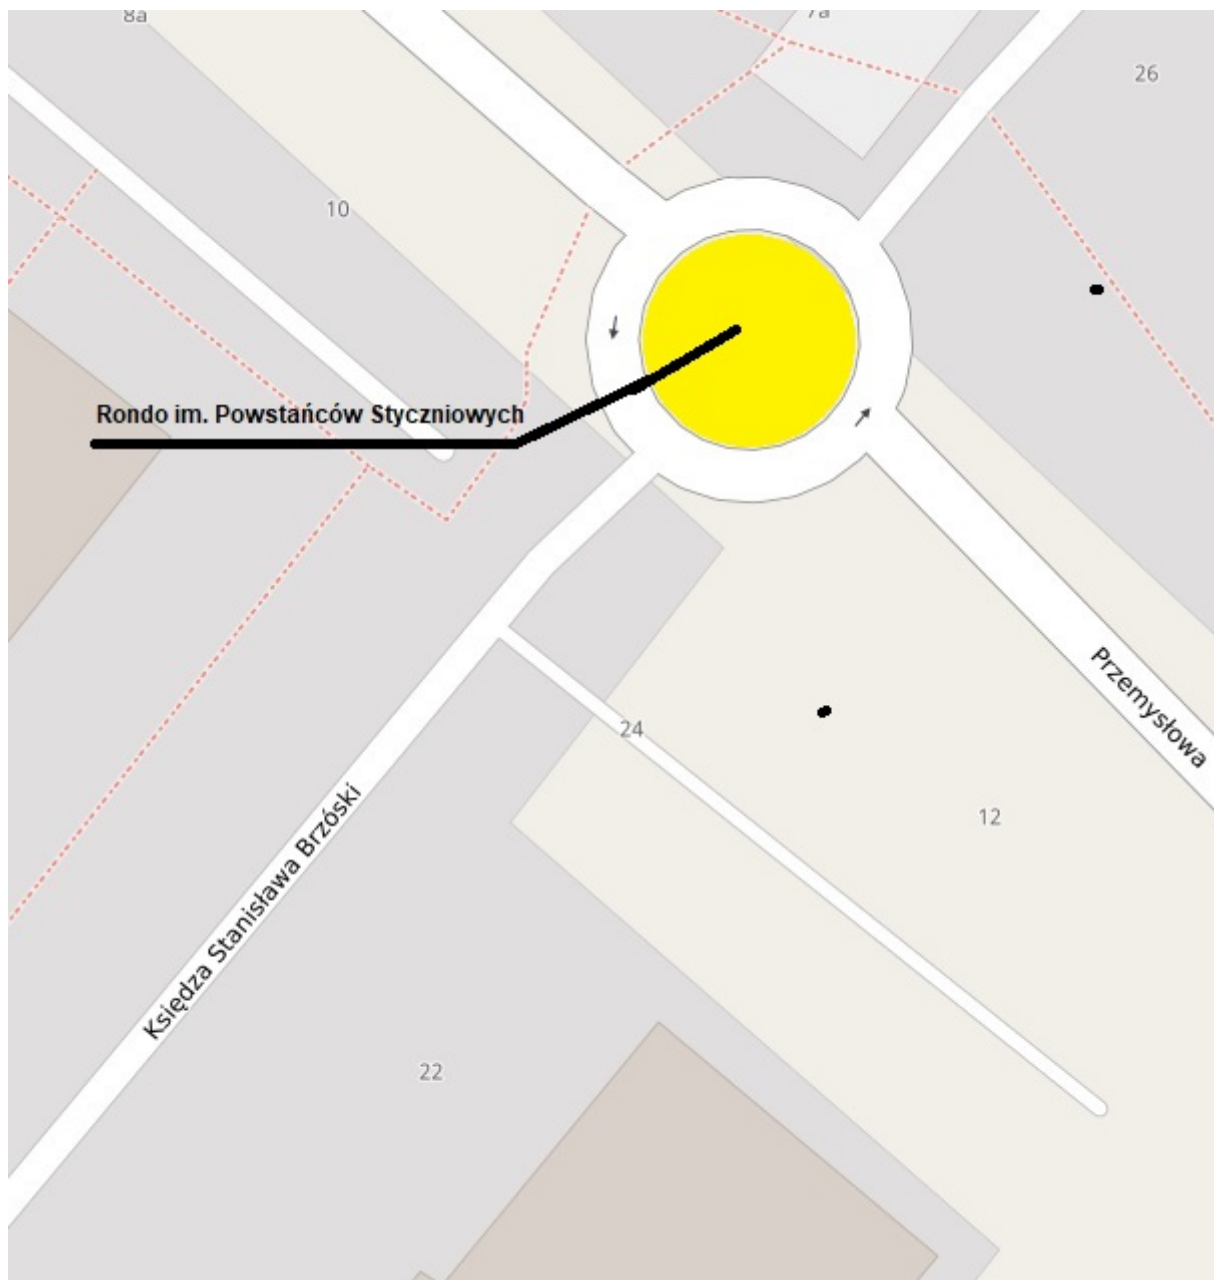 8a
7a
26
10
Rondo im. Powstańców Styczniowych
Przemysłowa
24
12
Księdza Stanisława Brzóski
22